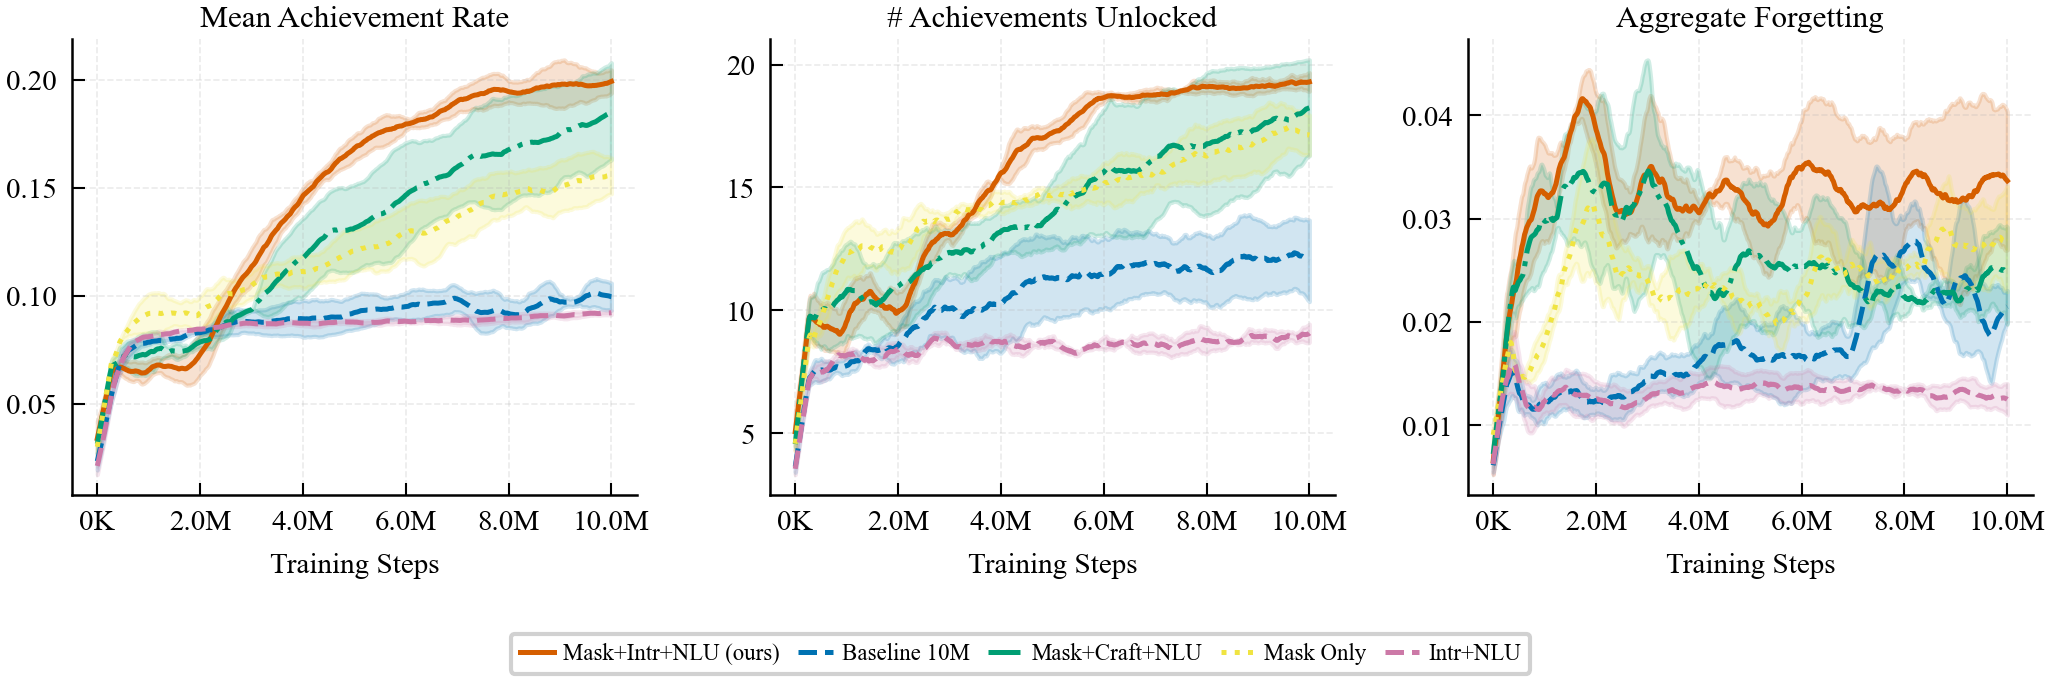 Mean Achievement Rate
0.20
0.15
0.10
0.05
0K 2.0M 4.0M 6.0M 8.0M 10.0M
Training Steps
# Achievements Unlocked
20
15
10
5
0K 2.0M 4.0M 6.0M 8.0M 10.0M
Training Steps
Aggregate Forgetting
0.04
0.03
0.02
0.01
0K 2.0M 4.0M 6.0M 8.0M 10.0M
Training Steps
Mask+Intr+NLU (ours) Baseline 10M Mask+Craft+NLU Mask Only Intr+NLU